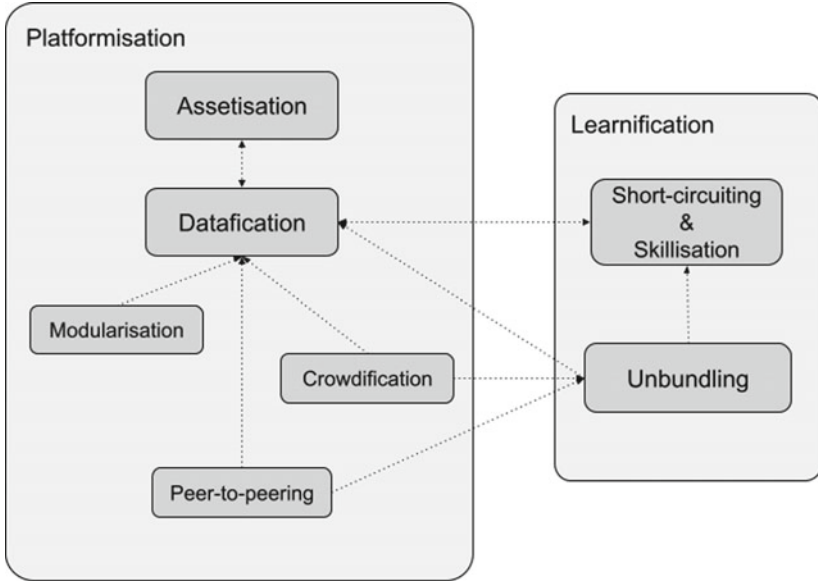 Platformisation
Assetisation
Datafication
Modularisation
Crowdification
Peer-to-peering
Learnification
Short-circuiting
&
Skillisation
Unbundling